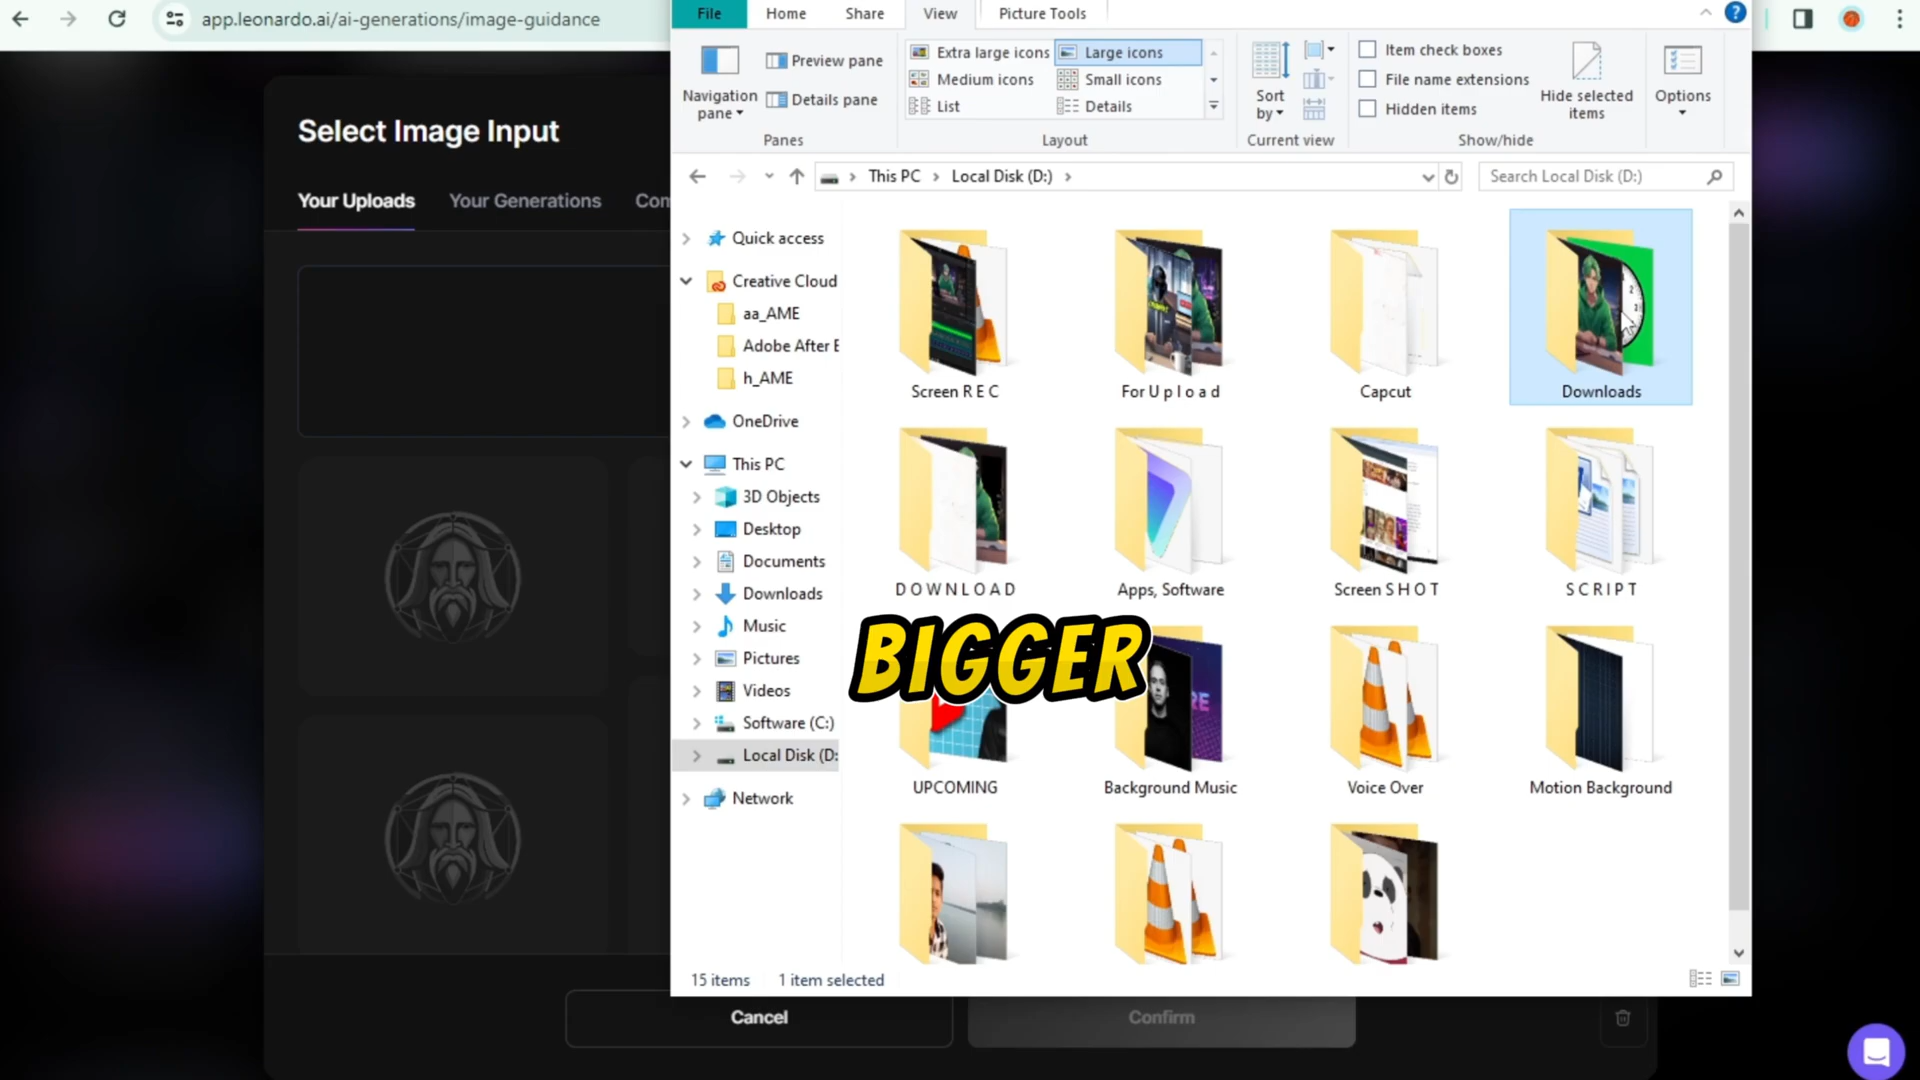 app.leonardo.ai/ai-generations/image-guidance
Select Image Input
Your Uploads
Your Generations
Com
Cancel
Confirm
File
Home
Share
View
Picture Tools
Navigation
pane
Preview pane
Details pane
Panes
Extra large icons
Large icons
Medium icons
Small icons
List
Details
Layout
Sort
by
Current view
Item check boxes
File name extensions
Hidden items
Hide selected
items
Show/hide
Options
This PC
Local Disk (D:)
Search Local Disk (D:)
Quick access
Creative Cloud
aa_AME
Adobe After E
h_AME
OneDrive
This PC
3D Objects
Desktop
Documents
Downloads
Music
Pictures
Videos
Software (C:)
Local Disk (D:
Network
Screen R E C
For U p l o a d
Capcut
Downloads
D O W N L O A D
Apps, Software
Screen S H O T
S C R I P T
BIGGER
UPCOMING
Background Music
Voice Over
Motion Background
15 items
1 item selected